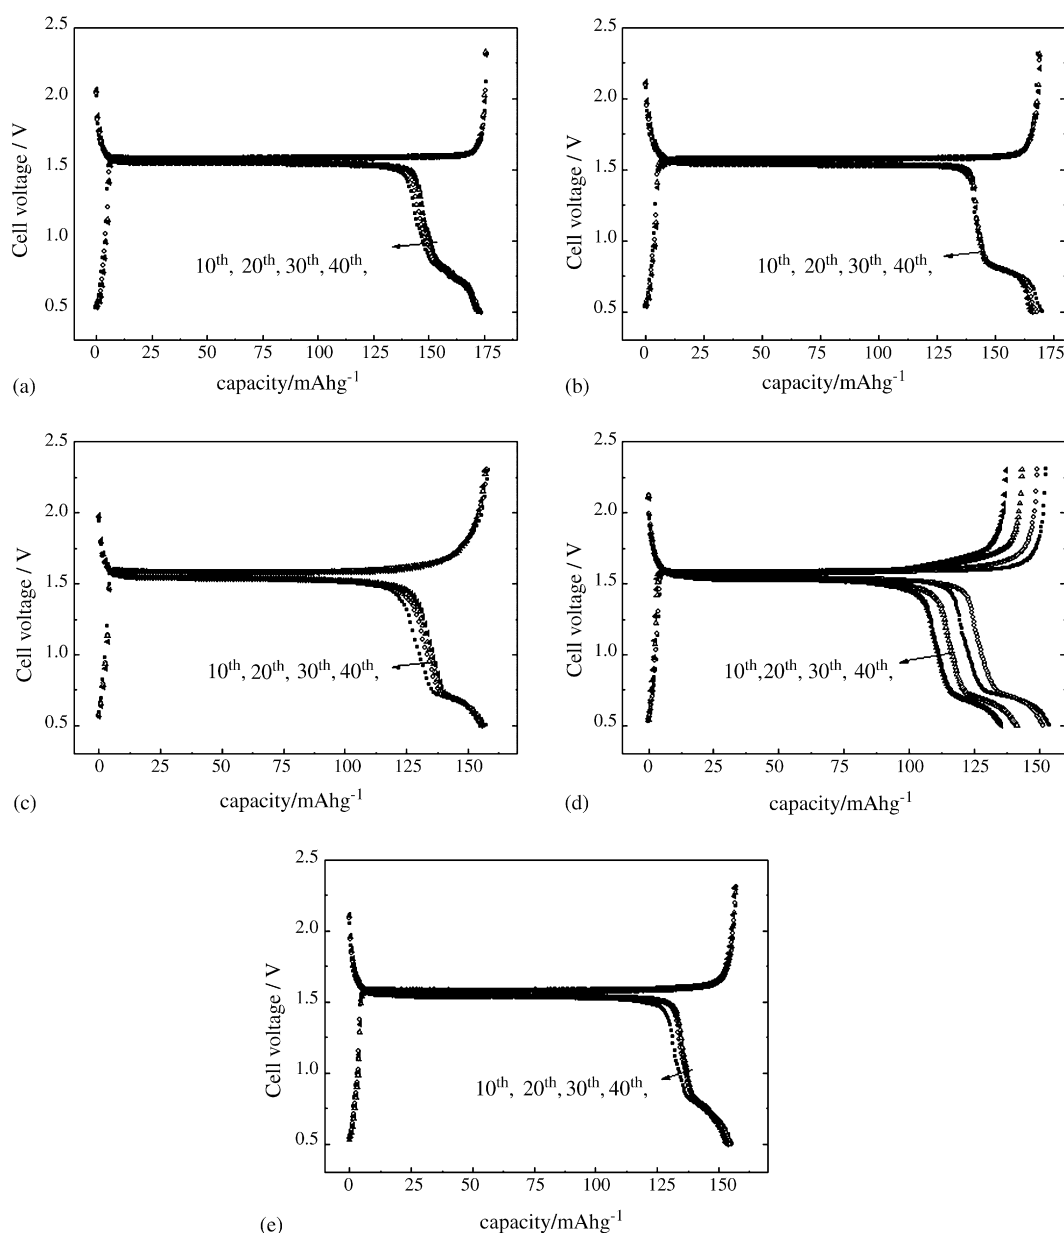 2.5
2.0
1.5
1.0
0.5
Cell voltage / V
10th, 20th, 30th, 40th,
0 25 50 75 100 125 150 175
capacity/mAhg-1
(a)
2.5
2.0
1.5
1.0
0.5
Cell voltage / V
10th, 20th, 30th, 40th,
0 25 50 75 100 125 150 175
capacity/mAhg-1
(b)
2.5
2.0
1.5
1.0
0.5
Cell voltage / V
10th, 20th, 30th, 40th,
0 25 50 75 100 125 150
capacity/mAhg-1
(c)
2.5
2.0
1.5
1.0
0.5
Cell voltage / V
10th,20th, 30th, 40th,
0 25 50 75 100 125 150
capacity/mAhg-1
(d)
2.5
2.0
1.5
1.0
0.5
Cell voltage / V
10th, 20th, 30th, 40th,
0 25 50 75 100 125 150
capacity/mAhg-1
(e)